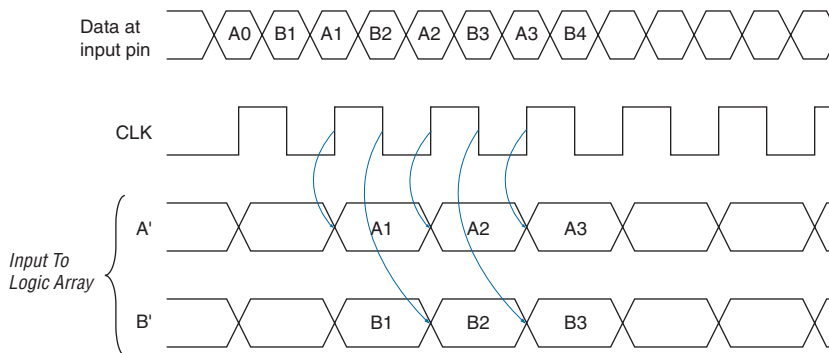 Data at
input pin
A0 B1 A1 B2 A2 B3 A3 B4
CLK
A'
A1 A2 A3
Input To
Logic Array
B'
B1 B2 B3